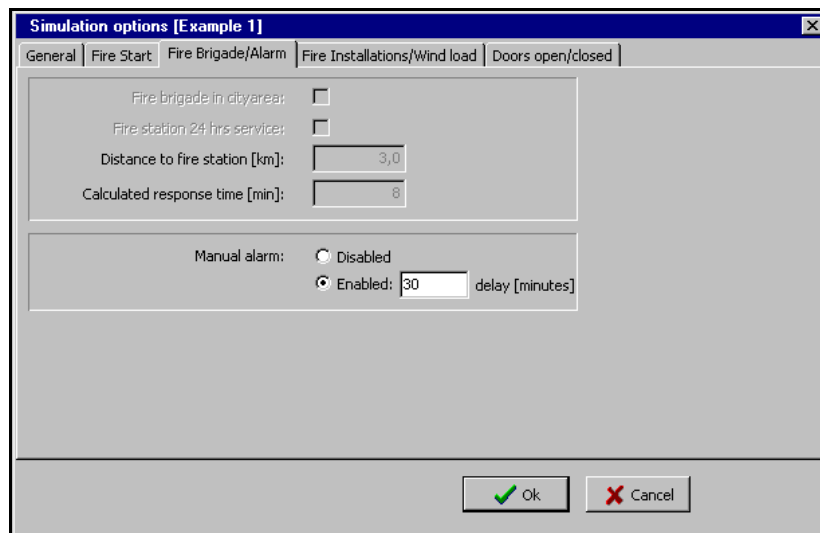 Simulation options [Example 1]
General Fire Start Fire Brigade/Alarm Fire Installations/Wind load Doors open/closed
Fire brigade in cityarea:
Fire station 24 hrs service:
Distance to fire station [km]: 3,0
Calculated response time [min]: 8
Manual alarm: Disabled
Enabled: 30 delay [minutes]
Ok Cancel